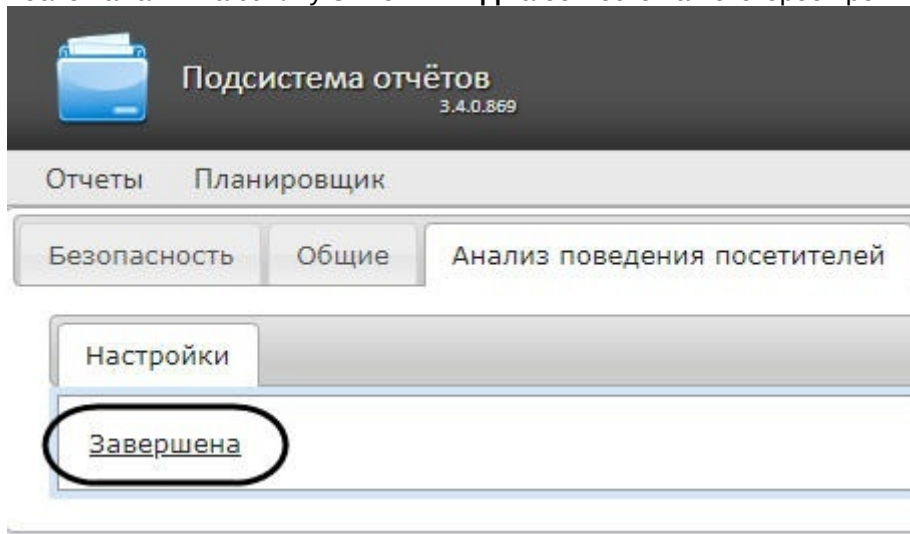 Подсистема отчётов
3.4.0.869
Отчеты Планировщик
Безопасность Общие Анализ поведения посетителей
Настройки
Завершена